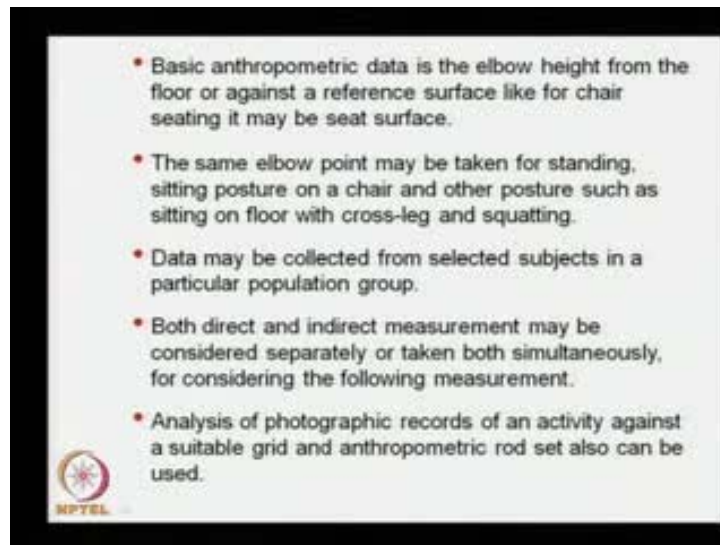 • Basic anthropometric data is the elbow height from the
floor or against a reference surface like for chair
seating it may be seat surface.
• The same elbow point may be taken for standing,
sitting posture on a chair and other posture such as
sitting on floor with cross-leg and squatting.
• Data may be collected from selected subjects in a
particular population group.
• Both direct and indirect measurement may be
considered separately or taken both simultaneously,
for considering the following measurement.
• Analysis of photographic records of an activity against
a suitable grid and anthropometric rod set also can be
used.
NPTEL